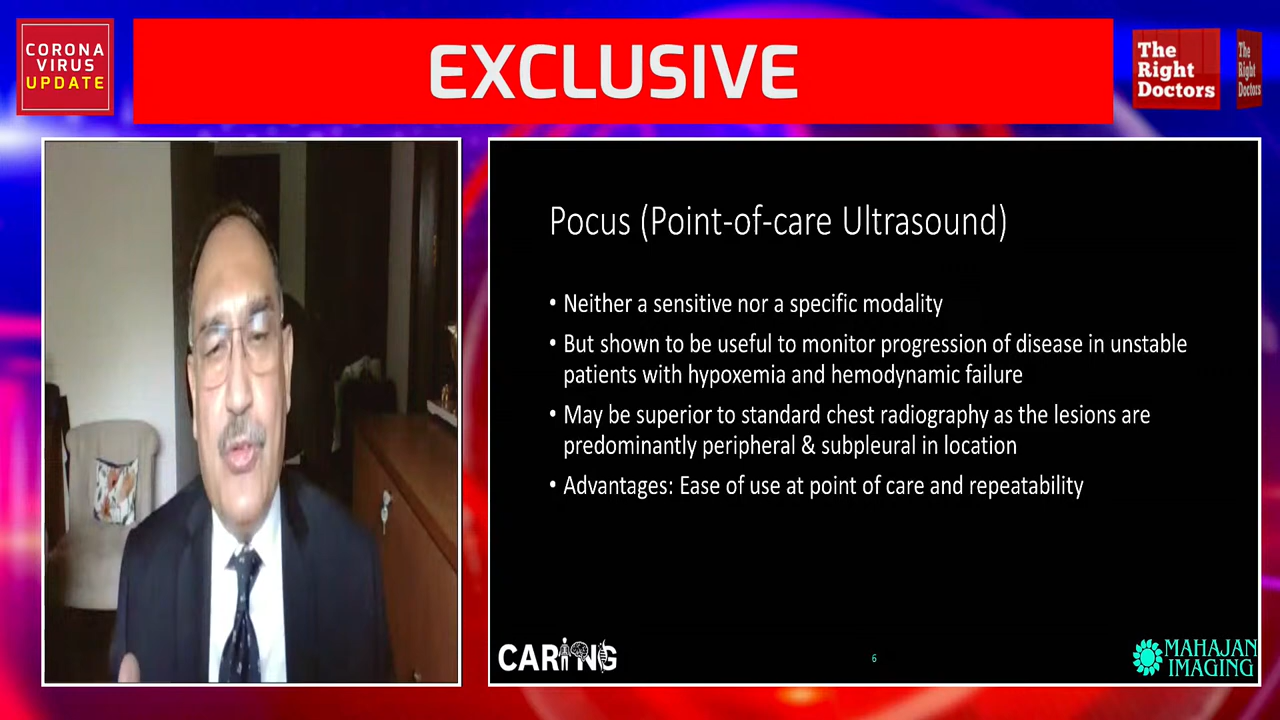 CORONA
VIRUS
UPDATE
EXCLUSIVE
The
Right
Doctors
The
Right
Doctors
Pocus (Point-of-care Ultrasound)
• Neither a sensitive nor a specific modality
• But shown to be useful to monitor progression of disease in unstable
patients with hypoxemia and hemodynamic failure
• May be superior to standard chest radiography as the lesions are
predominantly peripheral & subpleural in location
• Advantages: Ease of use at point of care and repeatability
CARING
6
MAHAJAN
IMAGING